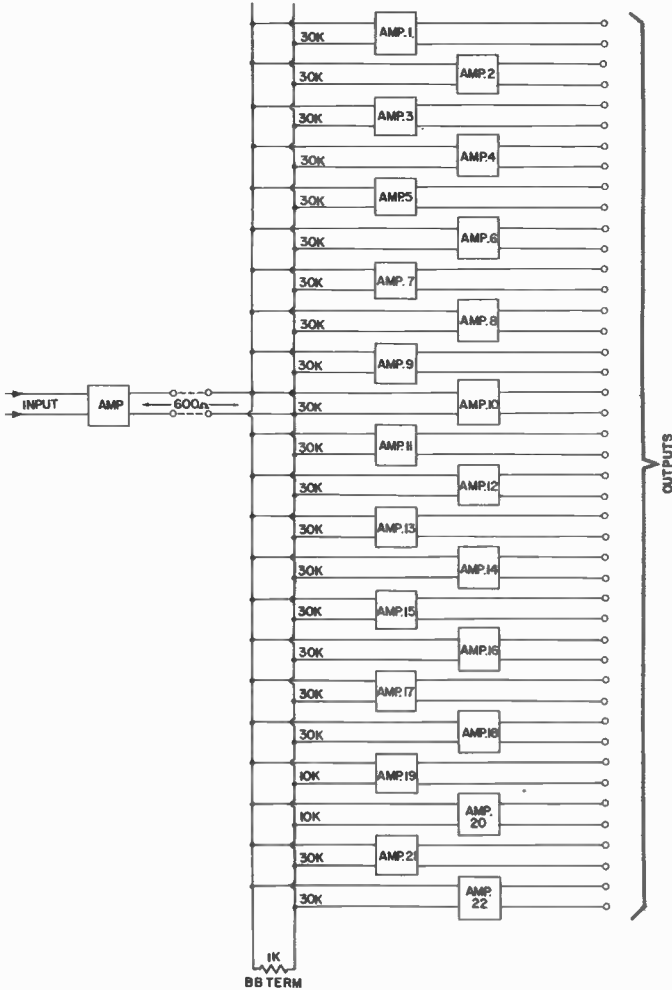 AMP.1
30K
AMP.2
30K
AMP.3
30K
AMP.4
30K
AMP.5
30K
AMP.6
30K
AMP.7
30K
AMP.8
30K
AMP.9
30K
INPUT
AMP
600Ω
AMP.10
30K
AMP.11
30K
OUTPUTS
AMP.12
30K
AMP.13
30K
AMP.14
30K
AMP.15
30K
AMP.16
30K
AMP.17
30K
AMP.18
30K
AMP.19
10K
AMP.
20
10K
AMP.21
30K
AMP.
22
30K
1K
BB TERM